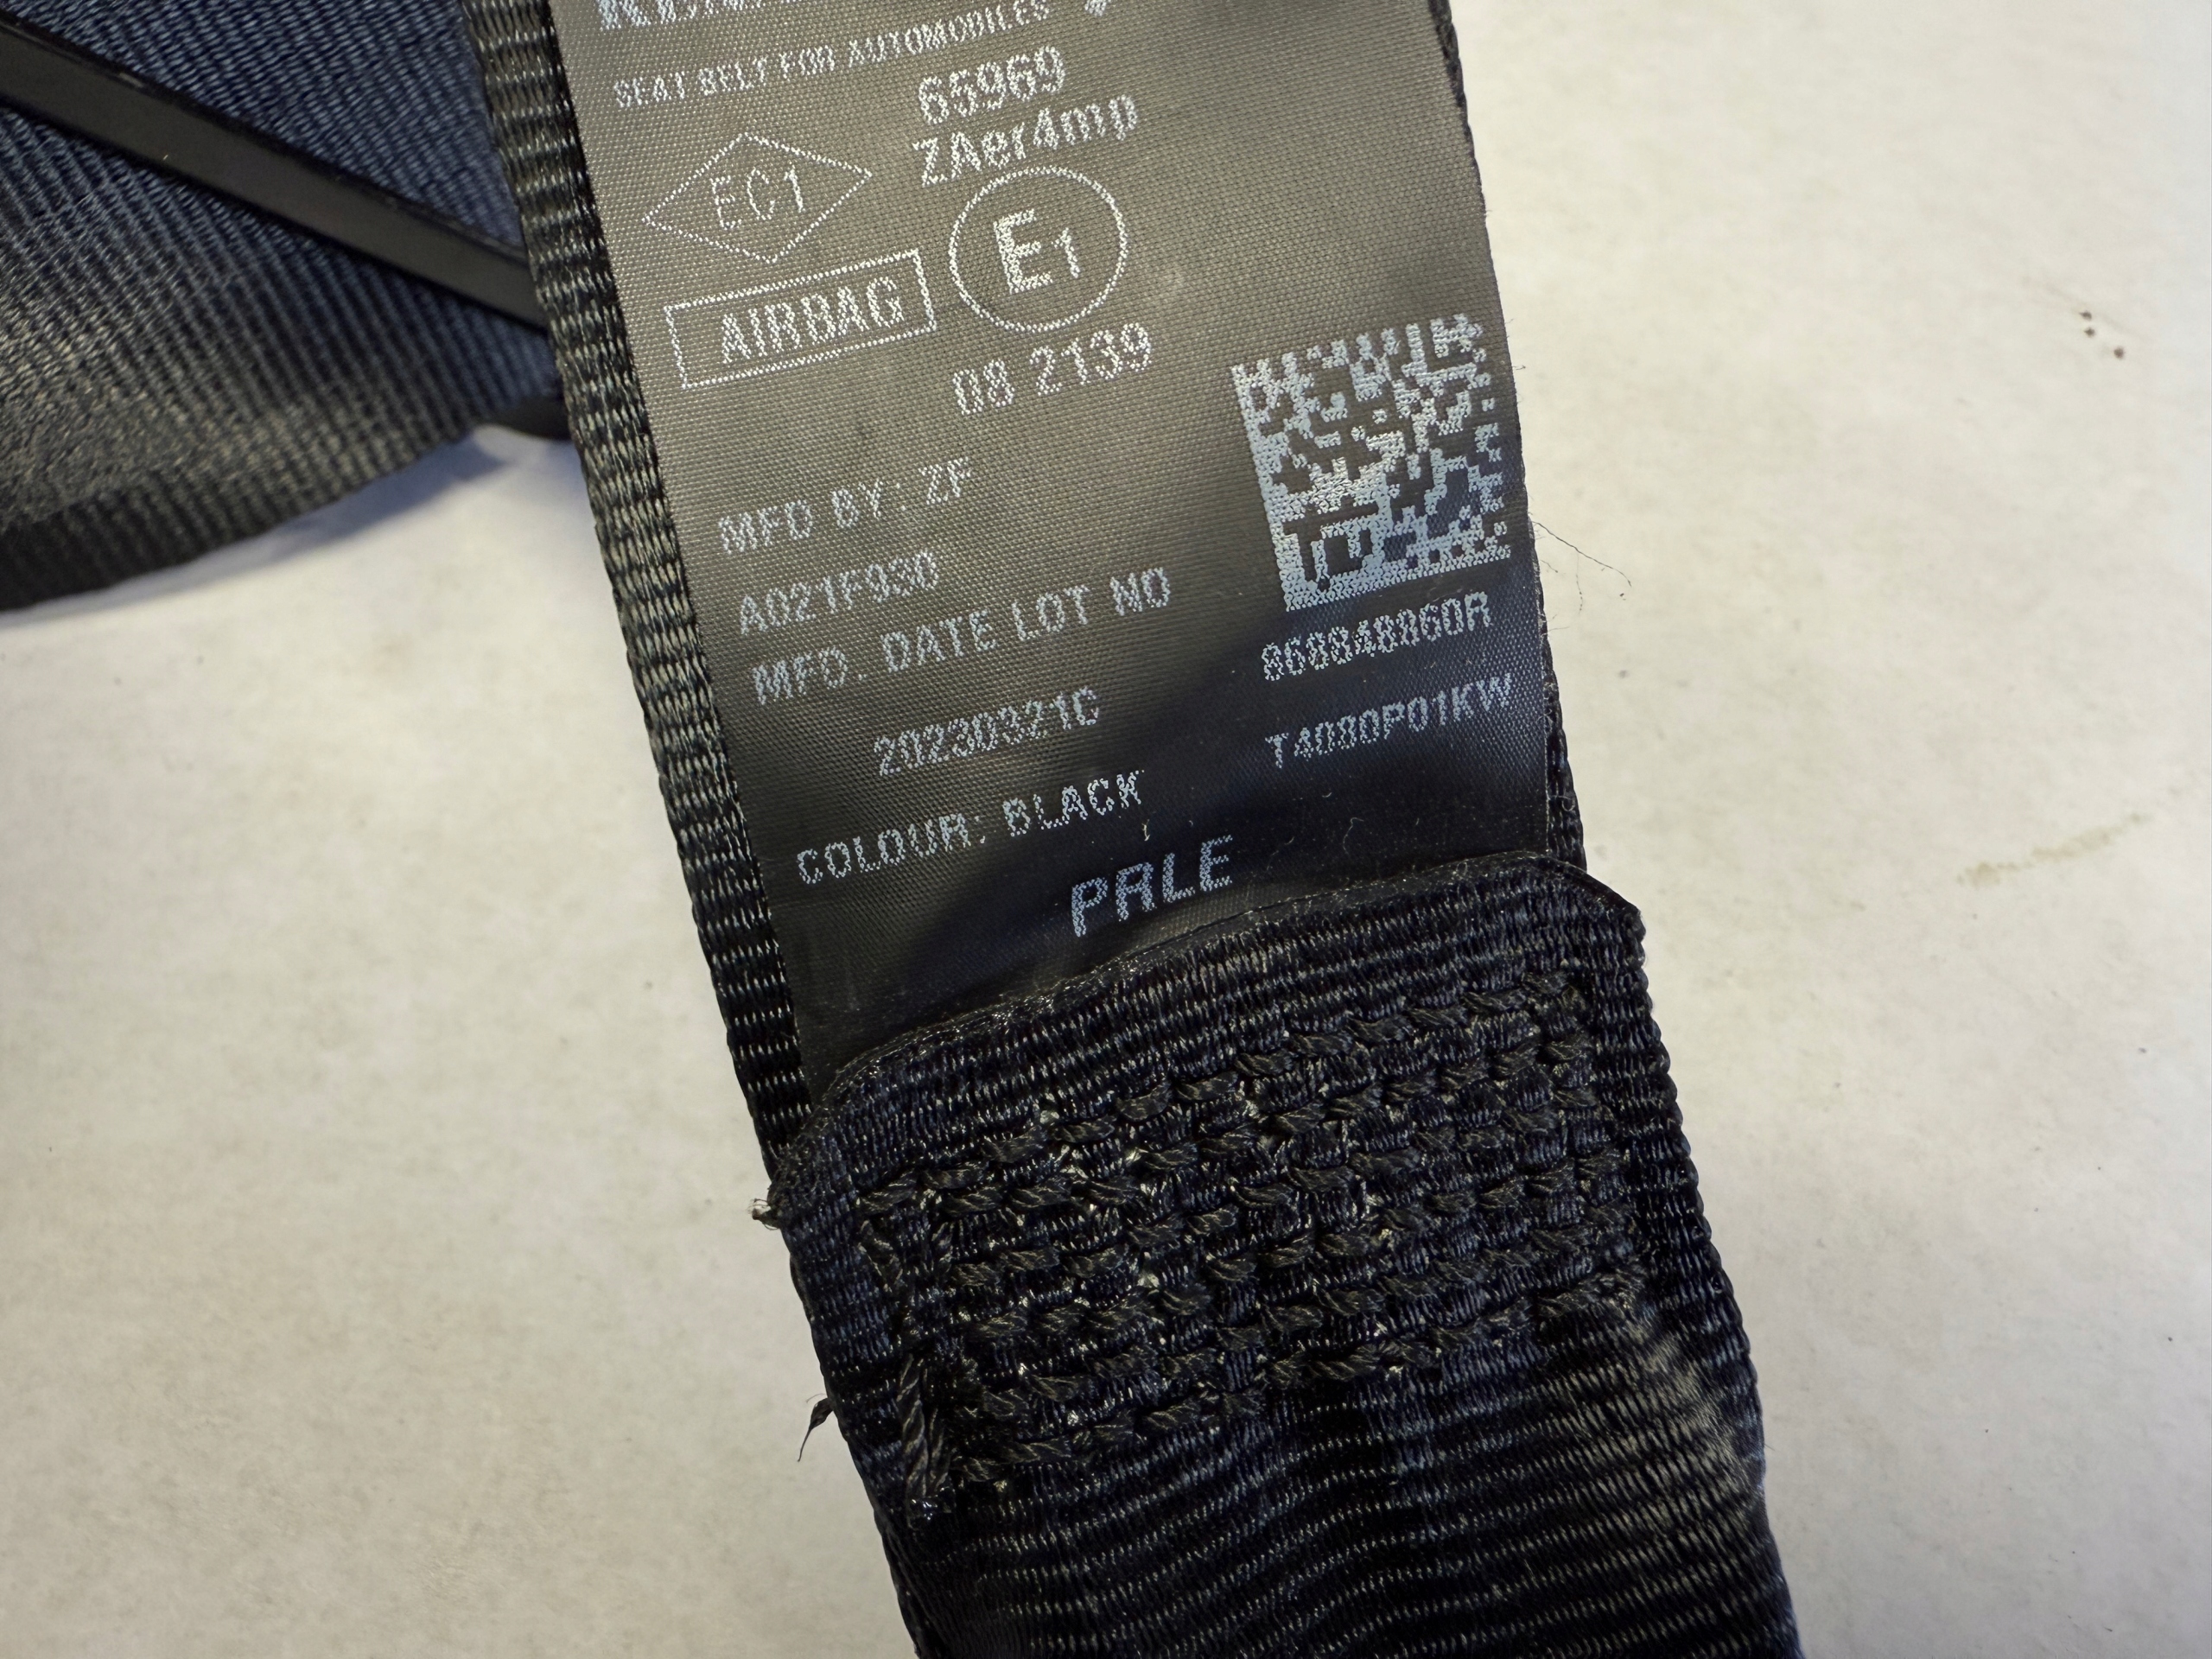 SEAT BELT FOR AUTOMOBILES
65969
ZAer4mp
EC1
E1
AIRBAG
08 2139
MFD BY. ZF
A021F930
MFD. DATE LOT NO
20230321C
868848860R
T4080P01KW
COLOUR: BLACK
PRLE